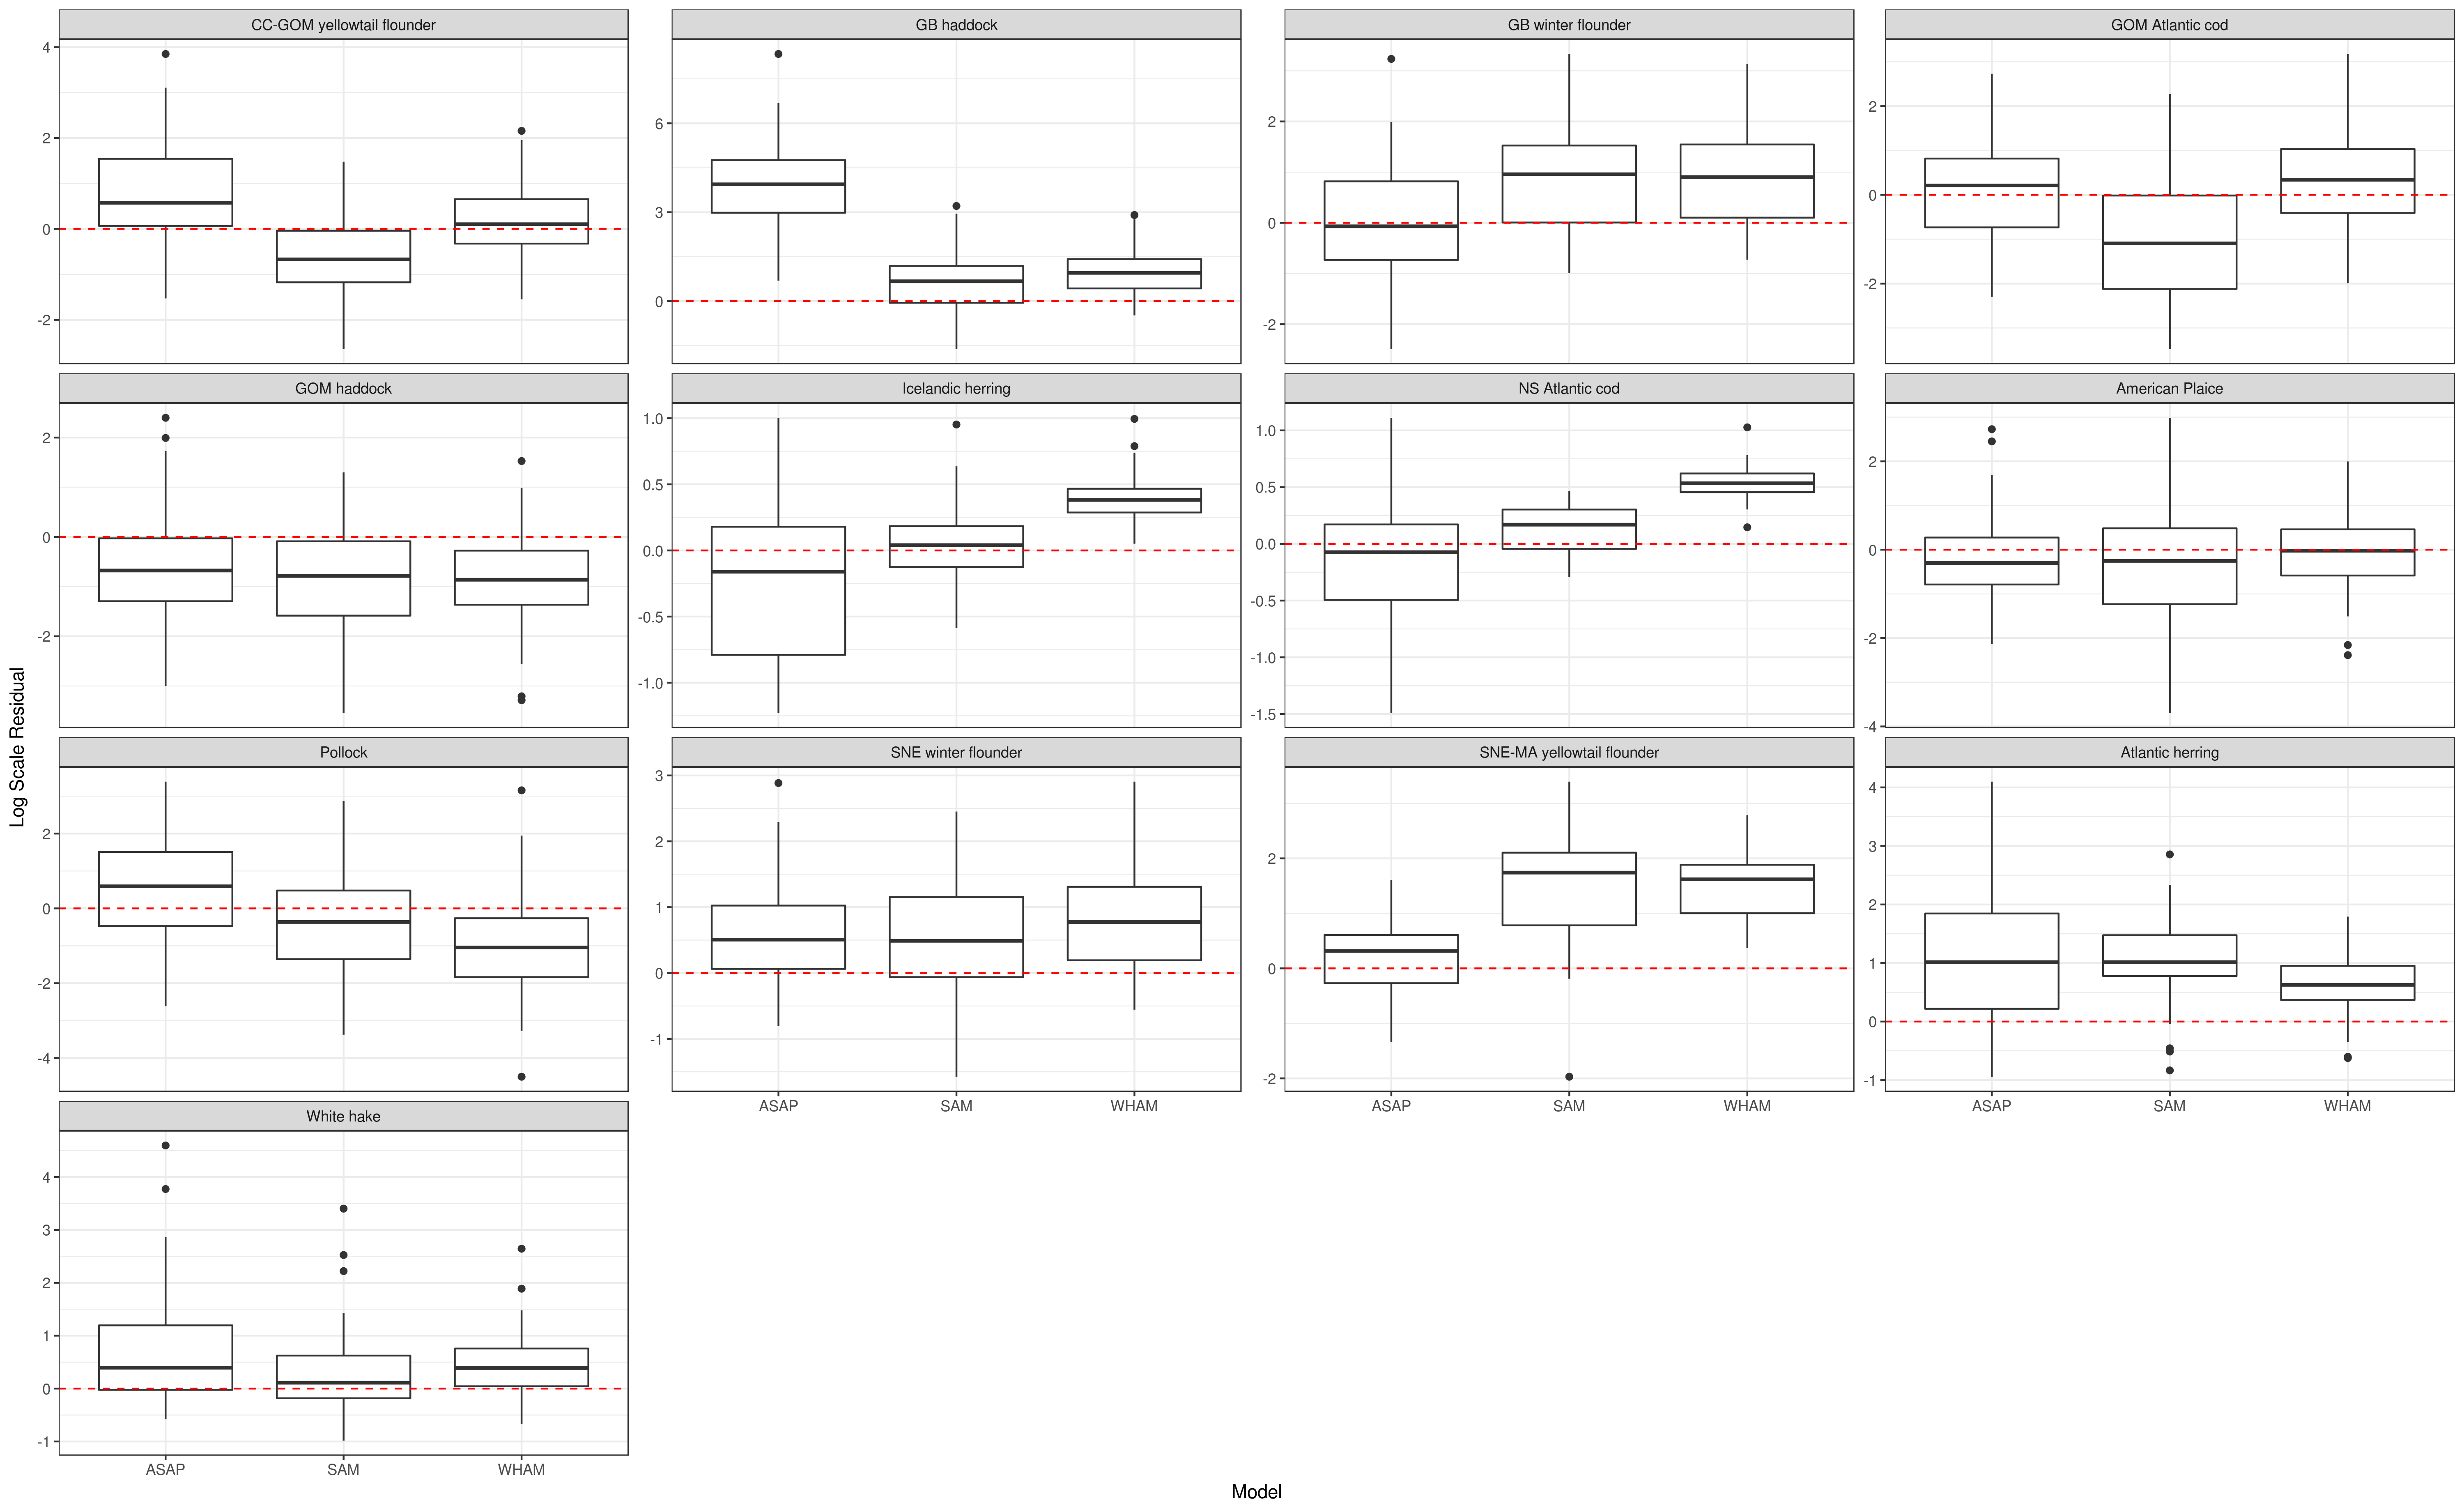 CC-GOM yellowtail flounder
4
2
0
-2
GB haddock
6
3
0
GB winter flounder
2
0
-2
GOM Atlantic cod
2
0
-2
GOM haddock
2
0
-2
Icelandic herring
1.0
0.5
0.0
-0.5
-1.0
NS Atlantic cod
1.0
0.5
0.0
-0.5
-1.0
-1.5
American Plaice
2
0
-2
-4
Pollock
2
0
-2
-4
SNE winter flounder
3
2
1
0
-1
ASAP SAM WHAM
SNE-MA yellowtail flounder
2
0
-2
ASAP SAM WHAM
Atlantic herring
4
3
2
1
0
-1
ASAP SAM WHAM
White hake
4
3
2
1
0
-1
ASAP SAM WHAM
Log Scale Residual
Model